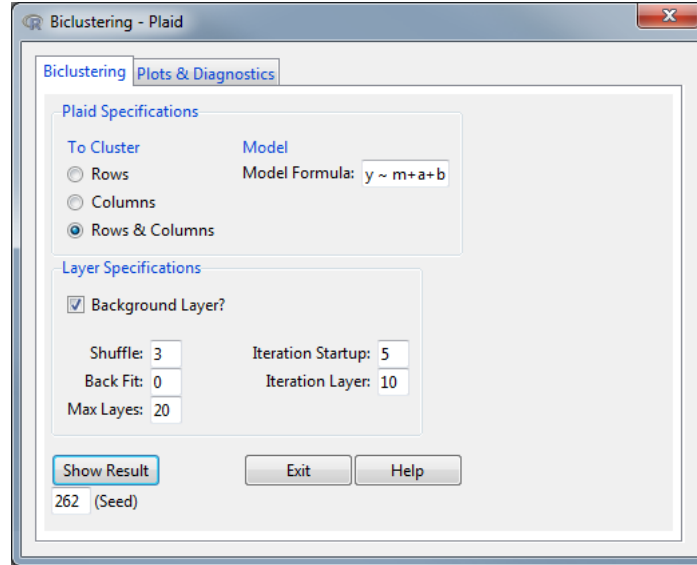 Biclustering - Plaid
Biclustering Plots & Diagnostics
Plaid Specifications
To Cluster Model
Rows Model Formula: y ~ m+a+b
Columns
Rows & Columns
Layer Specifications
Background Layer?
Shuffle: 3 Iteration Startup: 5
Back Fit: 0 Iteration Layer: 10
Max Layes: 20
Show Result Exit Help
262 (Seed)